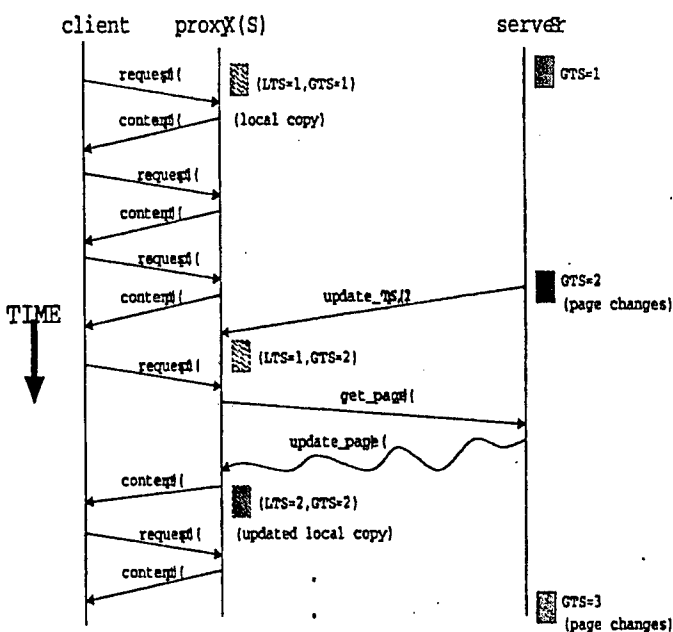 client
proxyX(S)
server
request(
(LTS=1,GTS=1)
GTS=1
content(
(local copy)
request(
content(
request(
content(
update_TS(
GTS=2
(page changes)
TIME
request(
(LTS=1,GTS=2)
get_page(
update_page(
content(
(LTS=2,GTS=2)
request(
(updated local copy)
content(
GTS=3
(page changes)